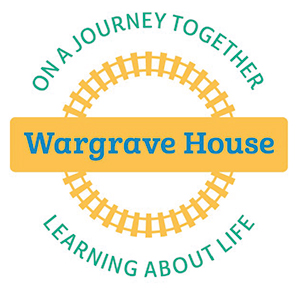 ON A JOURNEY TOGETHER
Wargrave House
LEARNING ABOUT LIFE